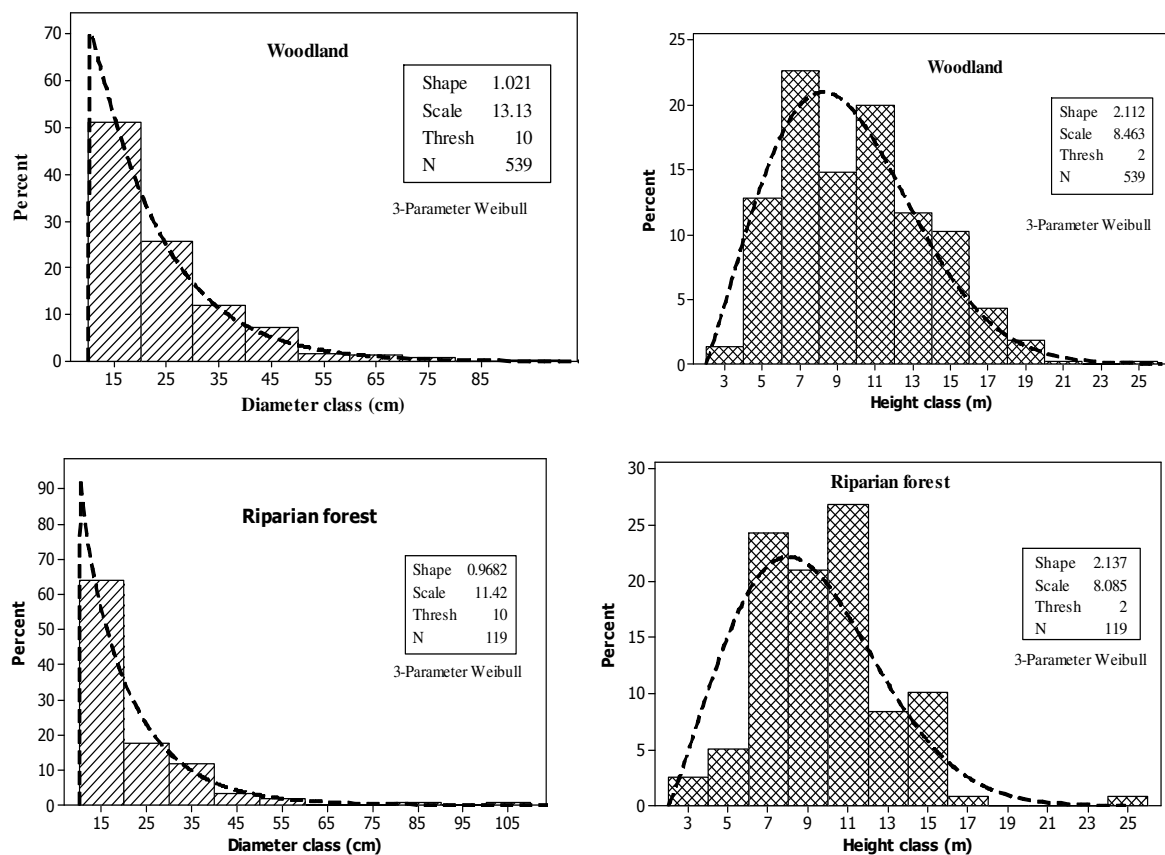 Woodland
Percent
70
60
50
40
30
20
10
0
Shape 1.021
Scale 13.13
Thresh 10
N 539
3-Parameter Weibull
15 25 35 45 55 65 75 85
Diameter class (cm)
Woodland
Percent
25
20
15
10
5
0
Shape 2.112
Scale 8.463
Thresh 2
N 539
3-Parameter Weibull
3 5 7 9 11 13 15 17 19 21 23 25
Height class (m)
Riparian forest
Percent
90
80
70
60
50
40
30
20
10
0
Shape 0.9682
Scale 11.42
Thresh 10
N 119
3-Parameter Weibull
15 25 35 45 55 65 75 85 95 105
Diameter class (cm)
Riparian forest
Percent
30
25
20
15
10
5
0
Shape 2.137
Scale 8.085
Thresh 2
N 119
3-Parameter Weibull
3 5 7 9 11 13 15 17 19 21 23 25
Height class (m)